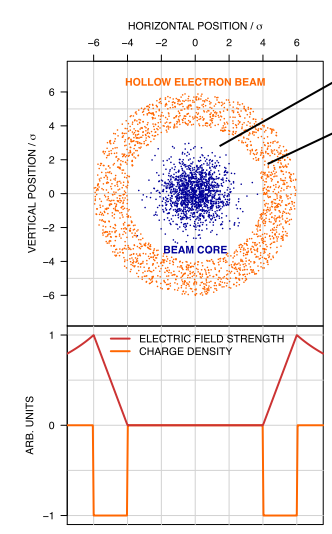 HORIZONTAL POSITION / σ
−6 −4 −2 0 2 4 6
HOLLOW ELECTRON BEAM
6
4
2
0
−2
−4
−6
VERTICAL POSITION / σ
BEAM CORE
ELECTRIC FIELD STRENGTH
CHARGE DENSITY
1
0
−1
ARB. UNITS